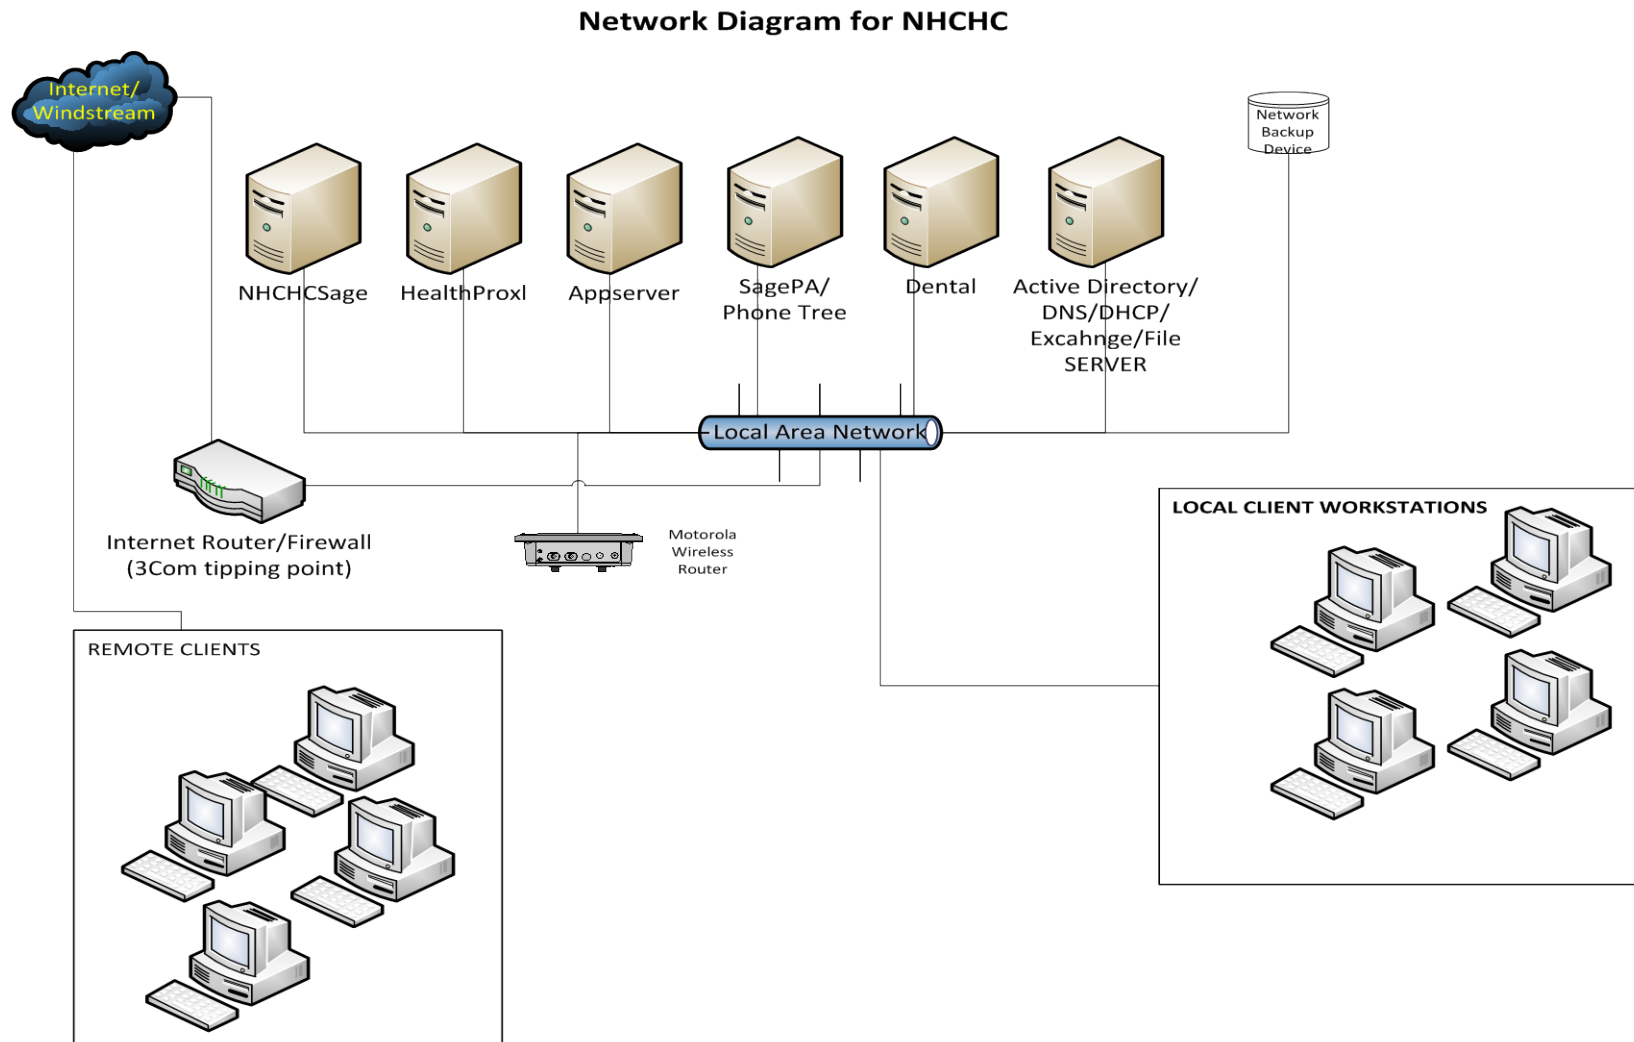 Network Diagram for NHCHC
Internet/
Windstream
Network
Backup
Device
NHCHCSage
HealthProxl
Appserver
SagePA/
Phone Tree
Dental
Active Directory/
DNS/DHCP/
Excahnge/File
SERVER
Local Area Network
Internet Router/Firewall
(3Com tipping point)
Motorola
Wireless
Router
LOCAL CLIENT WORKSTATIONS
REMOTE CLIENTS